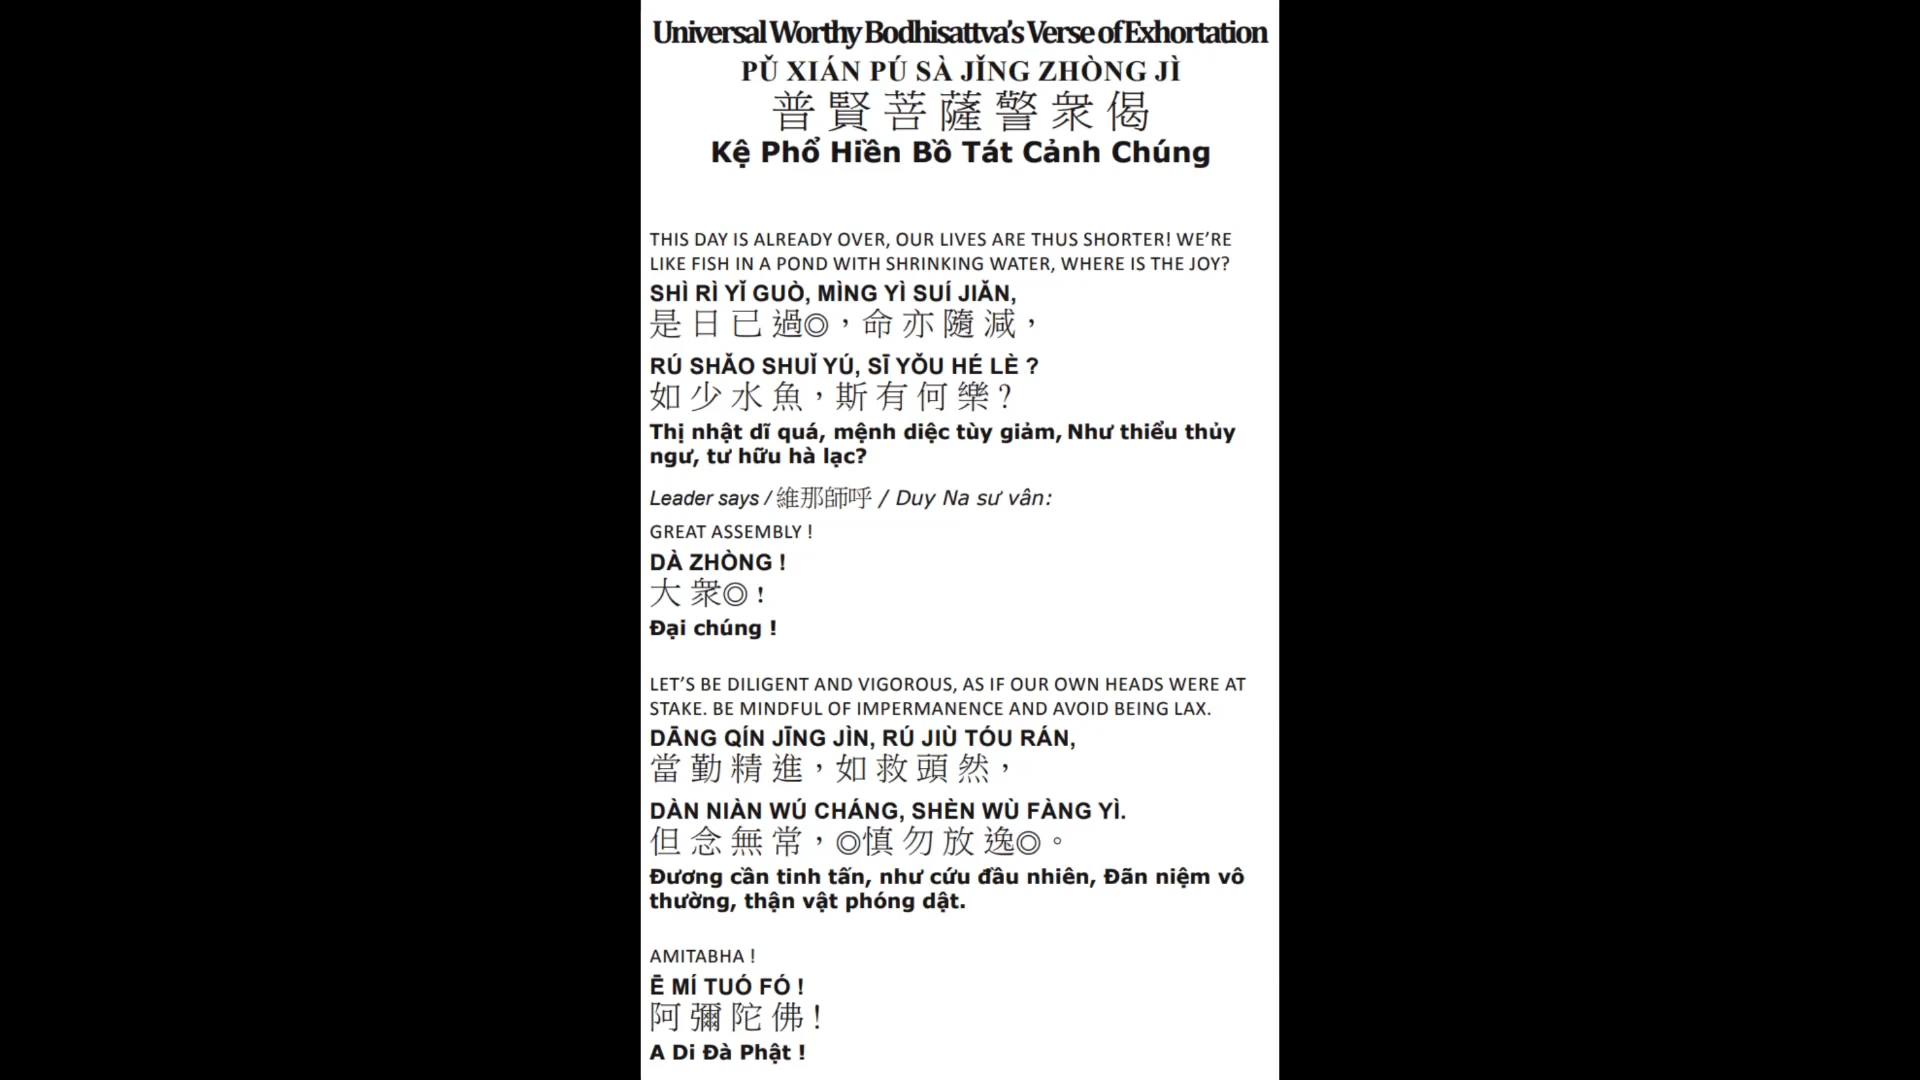 Universal Worthy Bodhisattva's Verse of Exhortation
PǓ XIÁN PÚ SÀ JǏNG ZHÒNG JÌ
普賢菩薩警衆偈
Kệ Phổ Hiền Bồ Tát Cảnh Chúng
THIS DAY IS ALREADY OVER, OUR LIVES ARE THUS SHORTER! WE'RE
LIKE FISH IN A POND WITH SHRINKING WATER, WHERE IS THE JOY?
SHÌ RÌ YǏ GUÒ, MÌNG YÌ SUÍ JIǍN,
是日已過◎，命亦隨減，
RÚ SHǍO SHUǏ YÚ, SĪ YǑU HÉ LÈ ?
如少水魚，斯有何樂?
Thị nhật dĩ quá, mệnh diệc tùy giảm, Như thiểu thủy
ngư, tư hữu hà lạc?
Leader says / 維那師呼 / Duy Na sư vân:
GREAT ASSEMBLY !
DÀ ZHÒNG !
大衆◎ !
Đại chúng !
LET'S BE DILIGENT AND VIGOROUS, AS IF OUR OWN HEADS WERE AT
STAKE. BE MINDFUL OF IMPERMANENCE AND AVOID BEING LAX.
DĀNG QÍN JĪNG JÌN, RÚ JIÙ TÓU RÁN,
當勤精進，如救頭然，
DÀN NIÀN WÚ CHÁNG, SHÈN WÙ FÀNG YÌ.
但念無常，◎慎勿放逸◎。
Đương cần tinh tấn, như cứu đầu nhiên, Đãn niệm vô
thường, thận vật phóng dật.
AMITABHA !
Ē MÍ TUÓ FÓ !
阿彌陀佛 !
A Di Đà Phật !